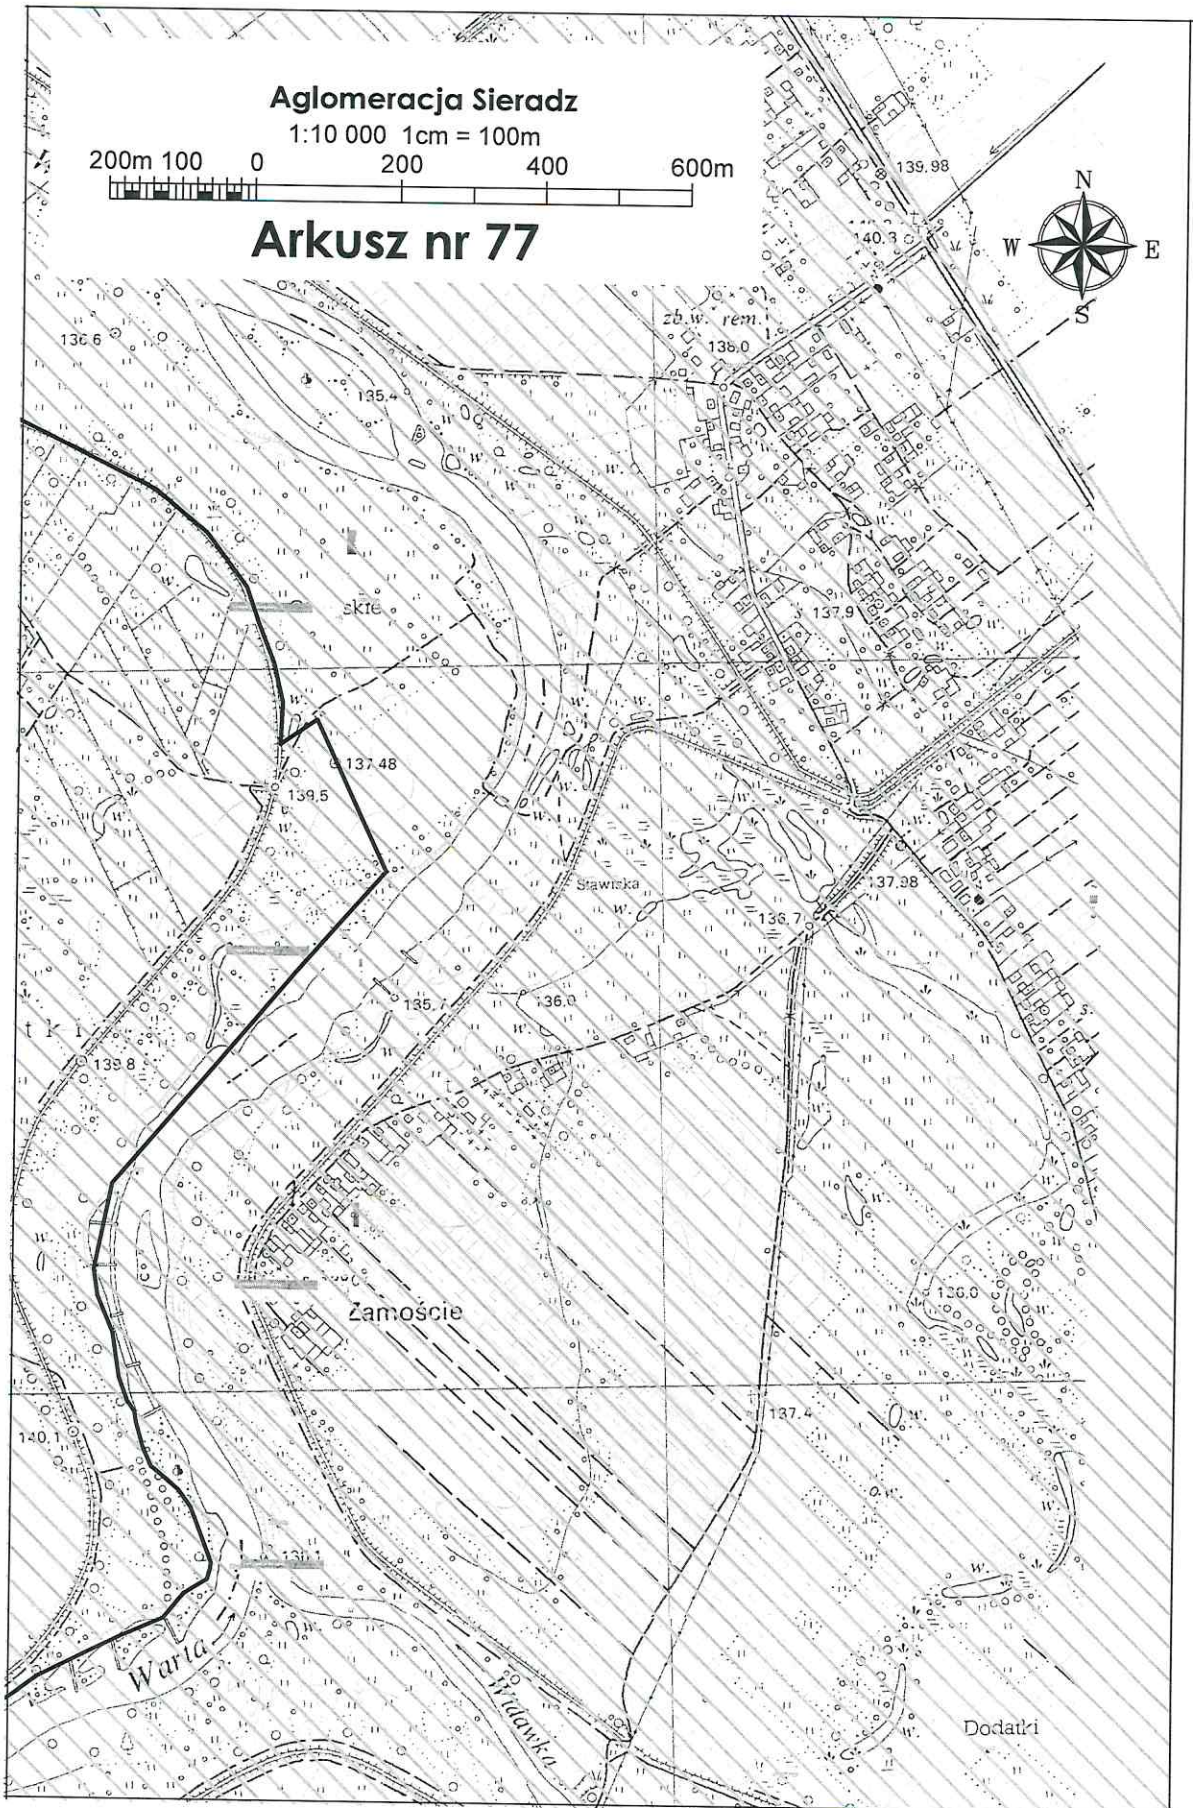 Aglomeracja Sieradz
1:10 000 1cm = 100m
200m 100 0 200 400 600m
Arkusz nr 77
N
W E
S
139.98
140.3
zb.w. rem.
138.0
136.6
135.4
w.
skie
137.9
137.48
139.5
Stawiska
w.
137.98
136.7
135.7
136.0
t k i
139.8
w.
Zamoście
136.0
137.4
140.1
w.
w.
Warta
Widawka
Dodatki